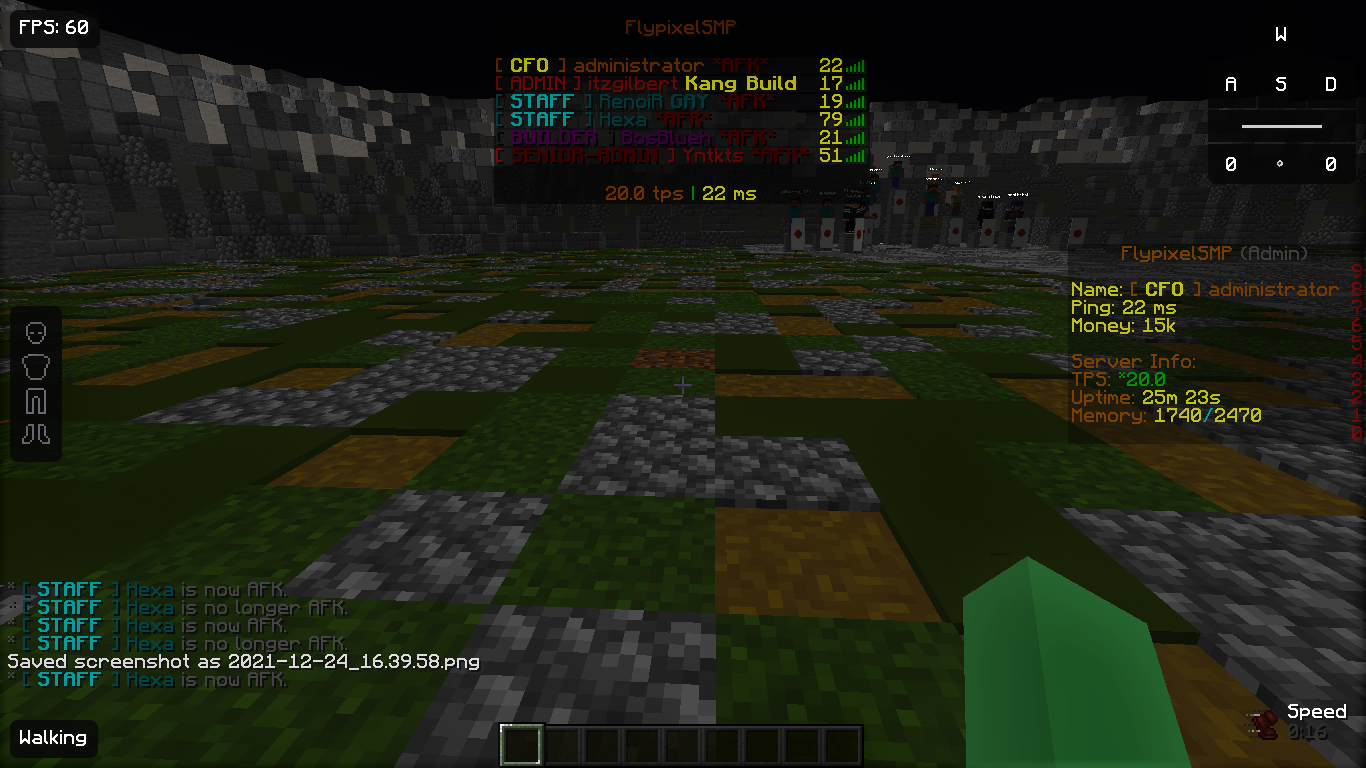 FPS: 60
FlypixelSMP
[ CFO ] administrator *AFK* 22
[ ADMIN ] itzgilbert Kang Build 17
[ STAFF ] RenoiR GAY *AFK* 19
[ STAFF ] Hexa *AFK* 79
[ BUILDER ] BasBlueh *AFK* 21
[ SENIOR-ADMIN ] Yntkts *AFK* 51
20.0 tps | 22 ms
W
A S D
0 0
FlypixelSMP (Admin)
Name: [ CFO ] administrator
Ping: 22 ms
Money: 15k
Server Info:
TPS: *20.0
Uptime: 25m 23s
Memory: 1740/2470
* [ STAFF ] Hexa is now AFK.
* [ STAFF ] Hexa is no longer AFK.
* [ STAFF ] Hexa is now AFK.
* [ STAFF ] Hexa is no longer AFK.
Saved screenshot as 2021-12-24_16.39.58.png
* [ STAFF ] Hexa is now AFK.
Walking
Speed
0:16